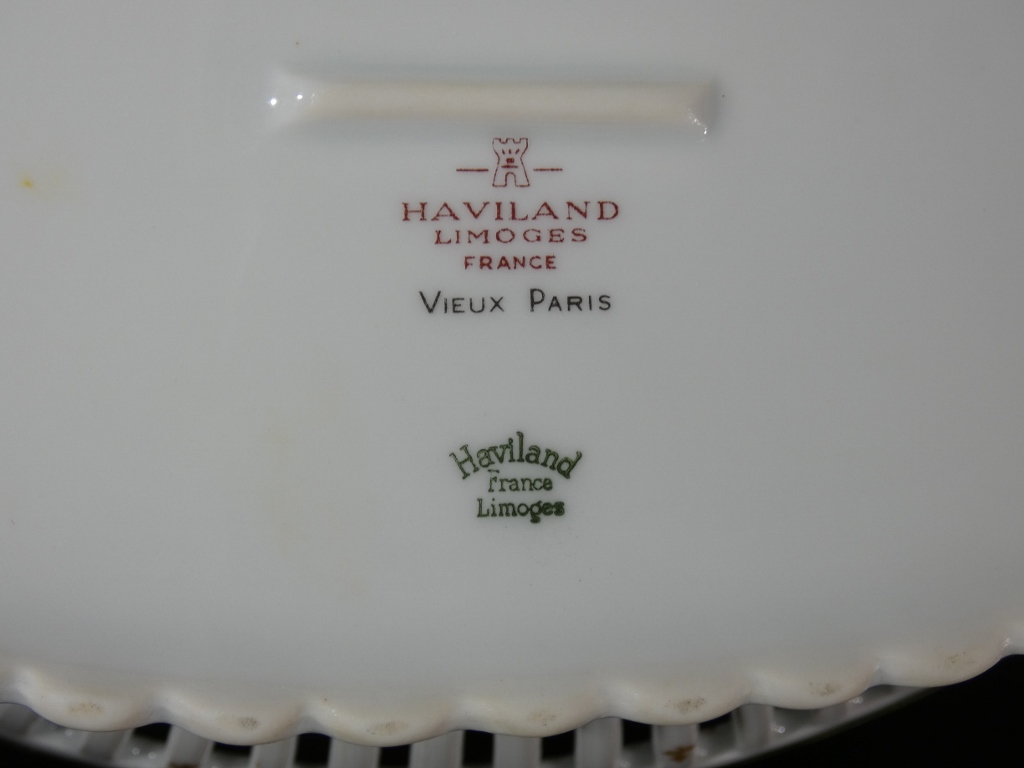 HAVILAND
LIMOGES
FRANCE
VIEUX PARIS
Haviland
France
Limoges